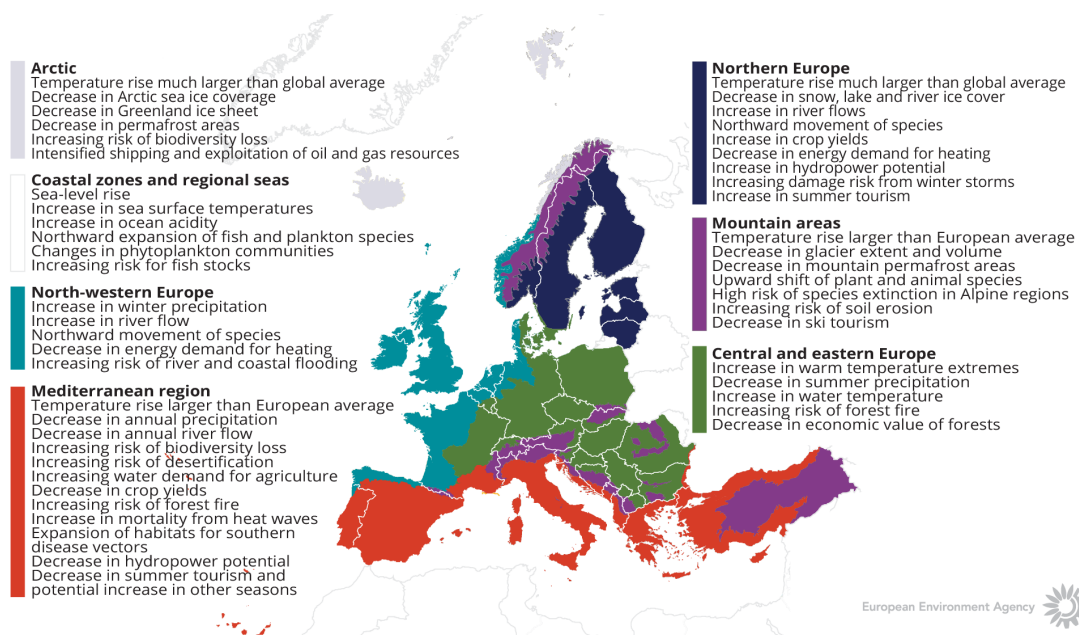 Arctic
Temperature rise much larger than global average
Decrease in Arctic sea ice coverage
Decrease in Greenland ice sheet
Decrease in permafrost areas
Increasing risk of biodiversity loss
Intensified shipping and exploitation of oil and gas resources
Coastal zones and regional seas
Sea-level rise
Increase in sea surface temperatures
Increase in ocean acidity
Northward expansion of fish and plankton species
Changes in phytoplankton communities
Increasing risk for fish stocks
North-western Europe
Increase in winter precipitation
Increase in river flow
Northward movement of species
Decrease in energy demand for heating
Increasing risk of river and coastal flooding
Mediterranean region
Temperature rise larger than European average
Decrease in annual precipitation
Decrease in annual river flow
Increasing risk of biodiversity loss
Increasing risk of desertification
Increasing water demand for agriculture
Decrease in crop yields
Increasing risk of forest fire
Increase in mortality from heat waves
Expansion of habitats for southern
disease vectors
Decrease in hydropower potential
Decrease in summer tourism and
potential increase in other seasons
Northern Europe
Temperature rise much larger than global average
Decrease in snow, lake and river ice cover
Increase in river flows
Northward movement of species
Increase in crop yields
Decrease in energy demand for heating
Increase in hydropower potential
Increasing damage risk from winter storms
Increase in summer tourism
Mountain areas
Temperature rise larger than European average
Decrease in glacier extent and volume
Decrease in mountain permafrost areas
Upward shift of plant and animal species
High risk of species extinction in Alpine regions
Increasing risk of soil erosion
Decrease in ski tourism
Central and eastern Europe
Increase in warm temperature extremes
Decrease in summer precipitation
Increase in water temperature
Increasing risk of forest fire
Decrease in economic value of forests
European Environment Agency